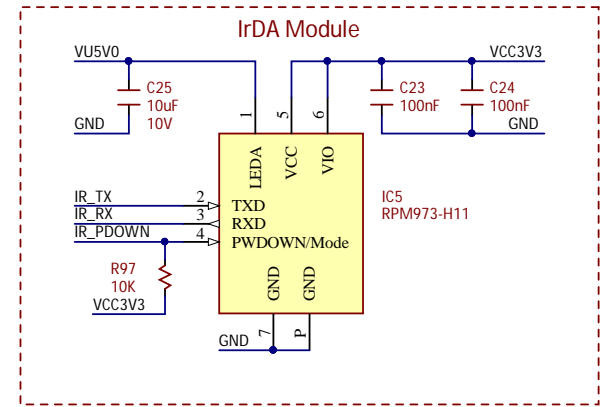 IrDA Module
VU5V0
VCC3V3
C25
10uF
10V
C23
100nF
C24
100nF
GND
GND
1
5
6
LEDA
VCC
VIO
IC5
RPM973-H11
IR_TX
2
TXD
IR_RX
3
RXD
IR_PDOWN
4
PWDOWN/Mode
R97
10K
VCC3V3
GND
GND
GND
7
P